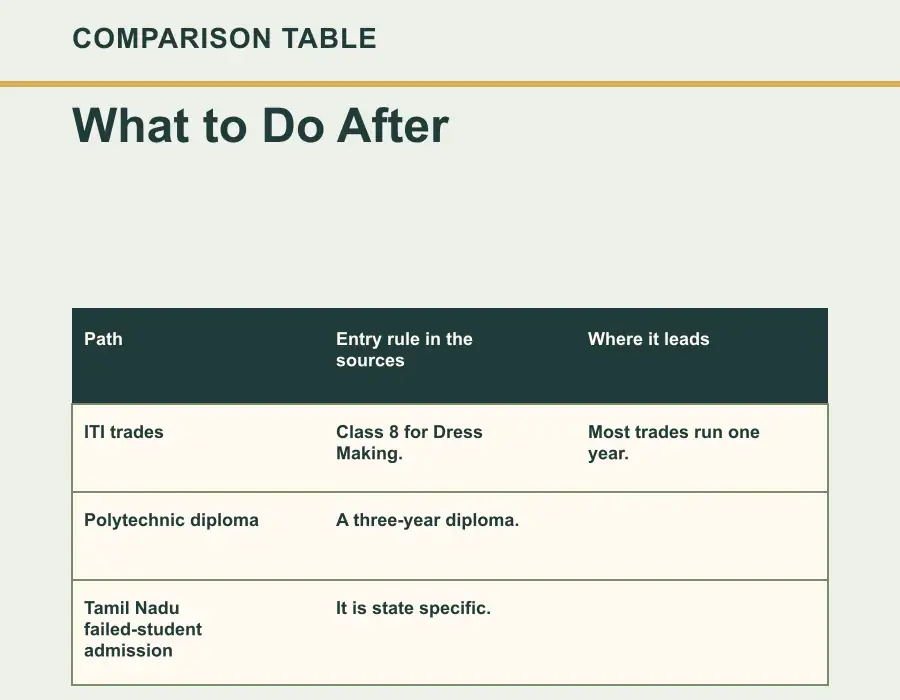 COMPARISON TABLE
What to Do After
Path
Entry rule in the
sources
Where it leads
ITI trades
Class 8 for Dress
Making.
Most trades run one
year.
Polytechnic diploma
A three-year diploma.
Tamil Nadu
failed-student
admission
It is state specific.